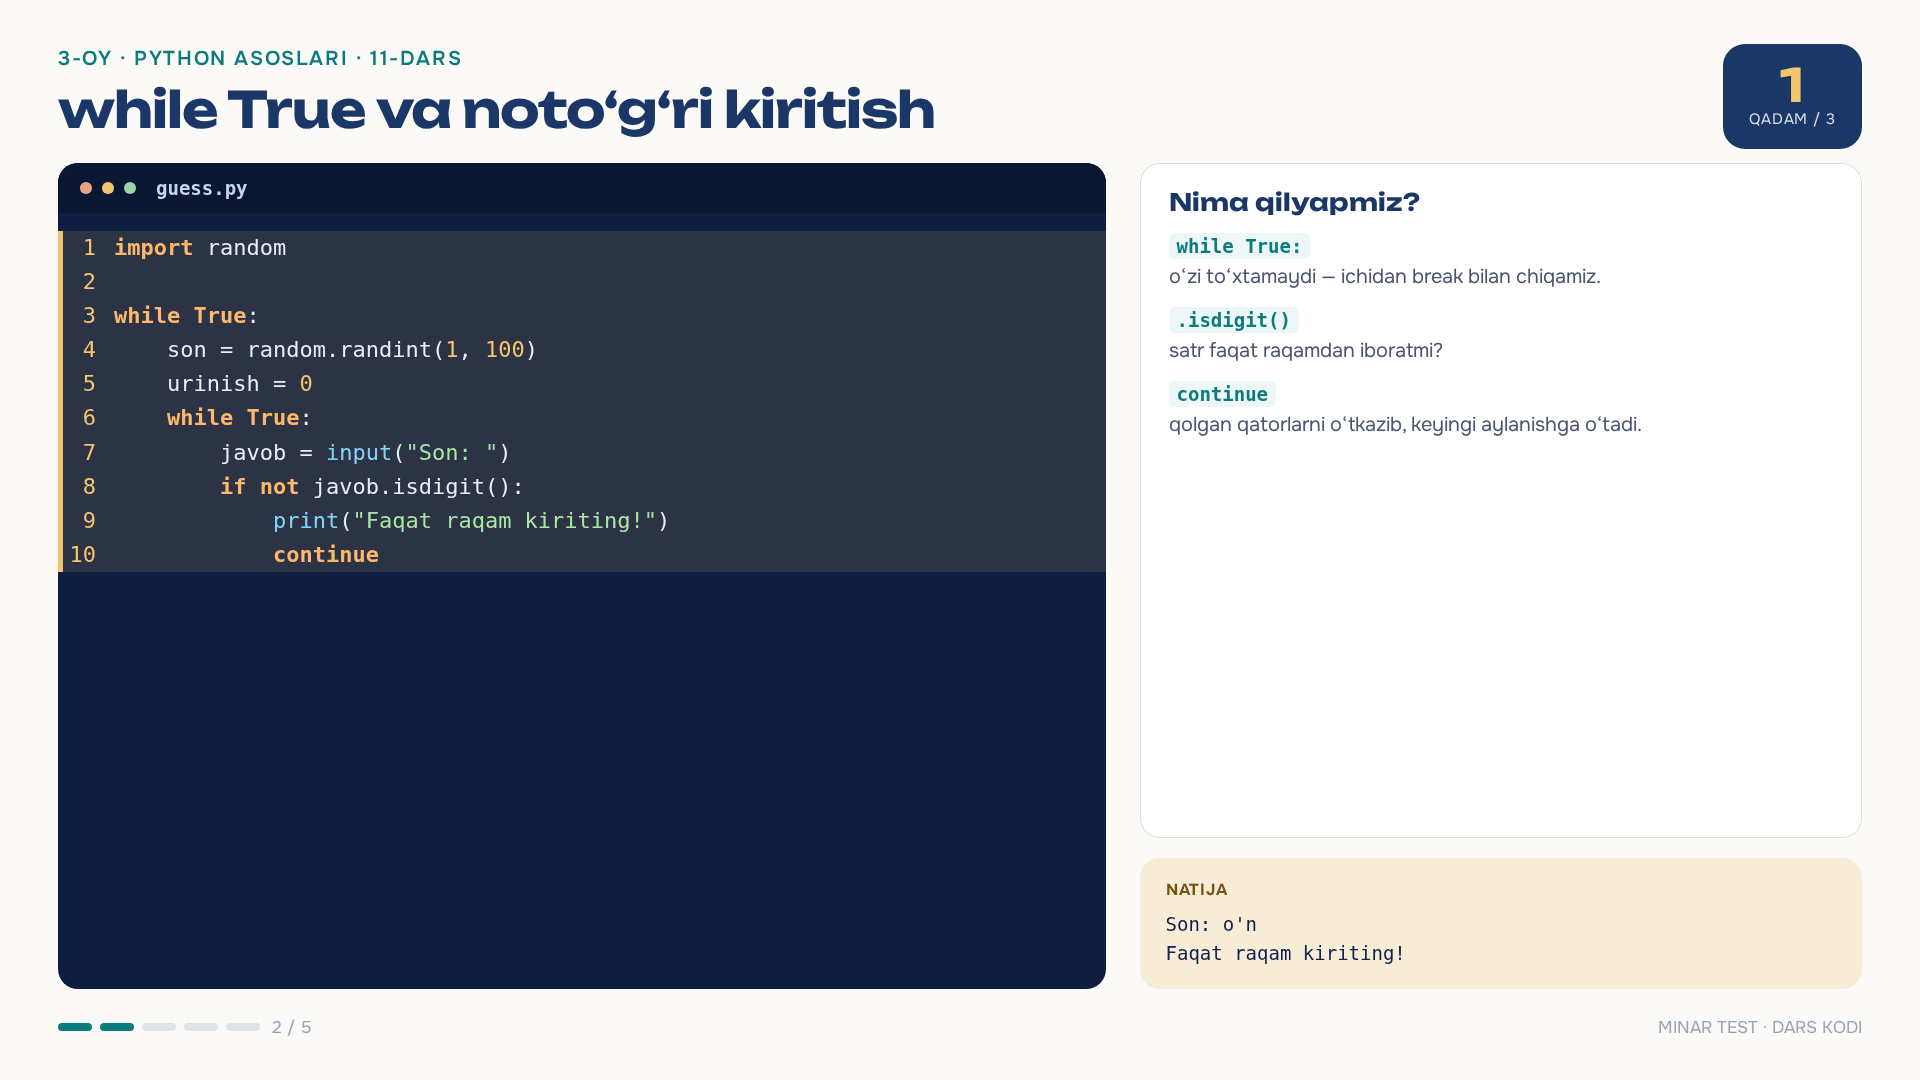 3-OY · PYTHON ASOSLARI · 11-DARS
while True va noto‘g‘ri kiritish
1
QADAM / 3
guess.py
1 import random
2
3 while True:
4     son = random.randint(1, 100)
5     urinish = 0
6     while True:
7         javob = input("Son: ")
8         if not javob.isdigit():
9             print("Faqat raqam kiriting!")
10             continue
Nima qilyapmiz?
while True:
o‘zi to‘xtamaydi — ichidan break bilan chiqamiz.
.isdigit()
satr faqat raqamdan iboratmi?
continue
qolgan qatorlarni o‘tkazib, keyingi aylanishga o‘tadi.
NATIJA
Son: o'n
Faqat raqam kiriting!
2 / 5
MINAR TEST · DARS KODI